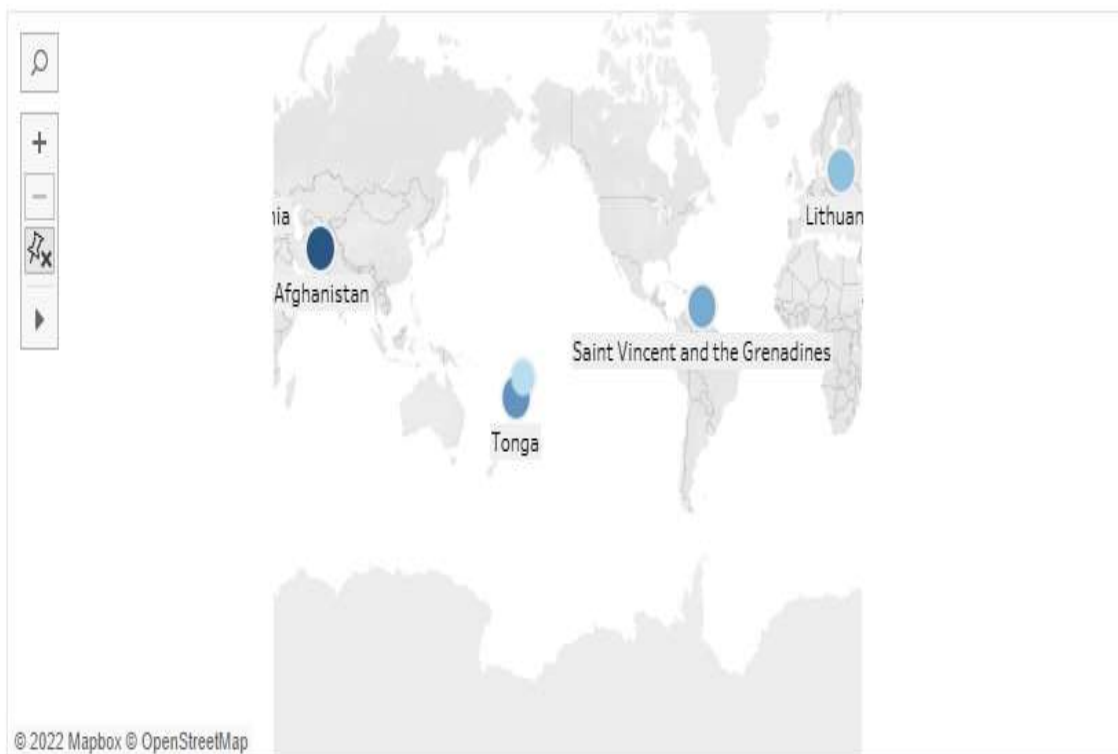 nia
Lithuan
Afghanistan
Saint Vincent and the Grenadines
Tonga
© 2022 Mapbox © OpenStreetMap